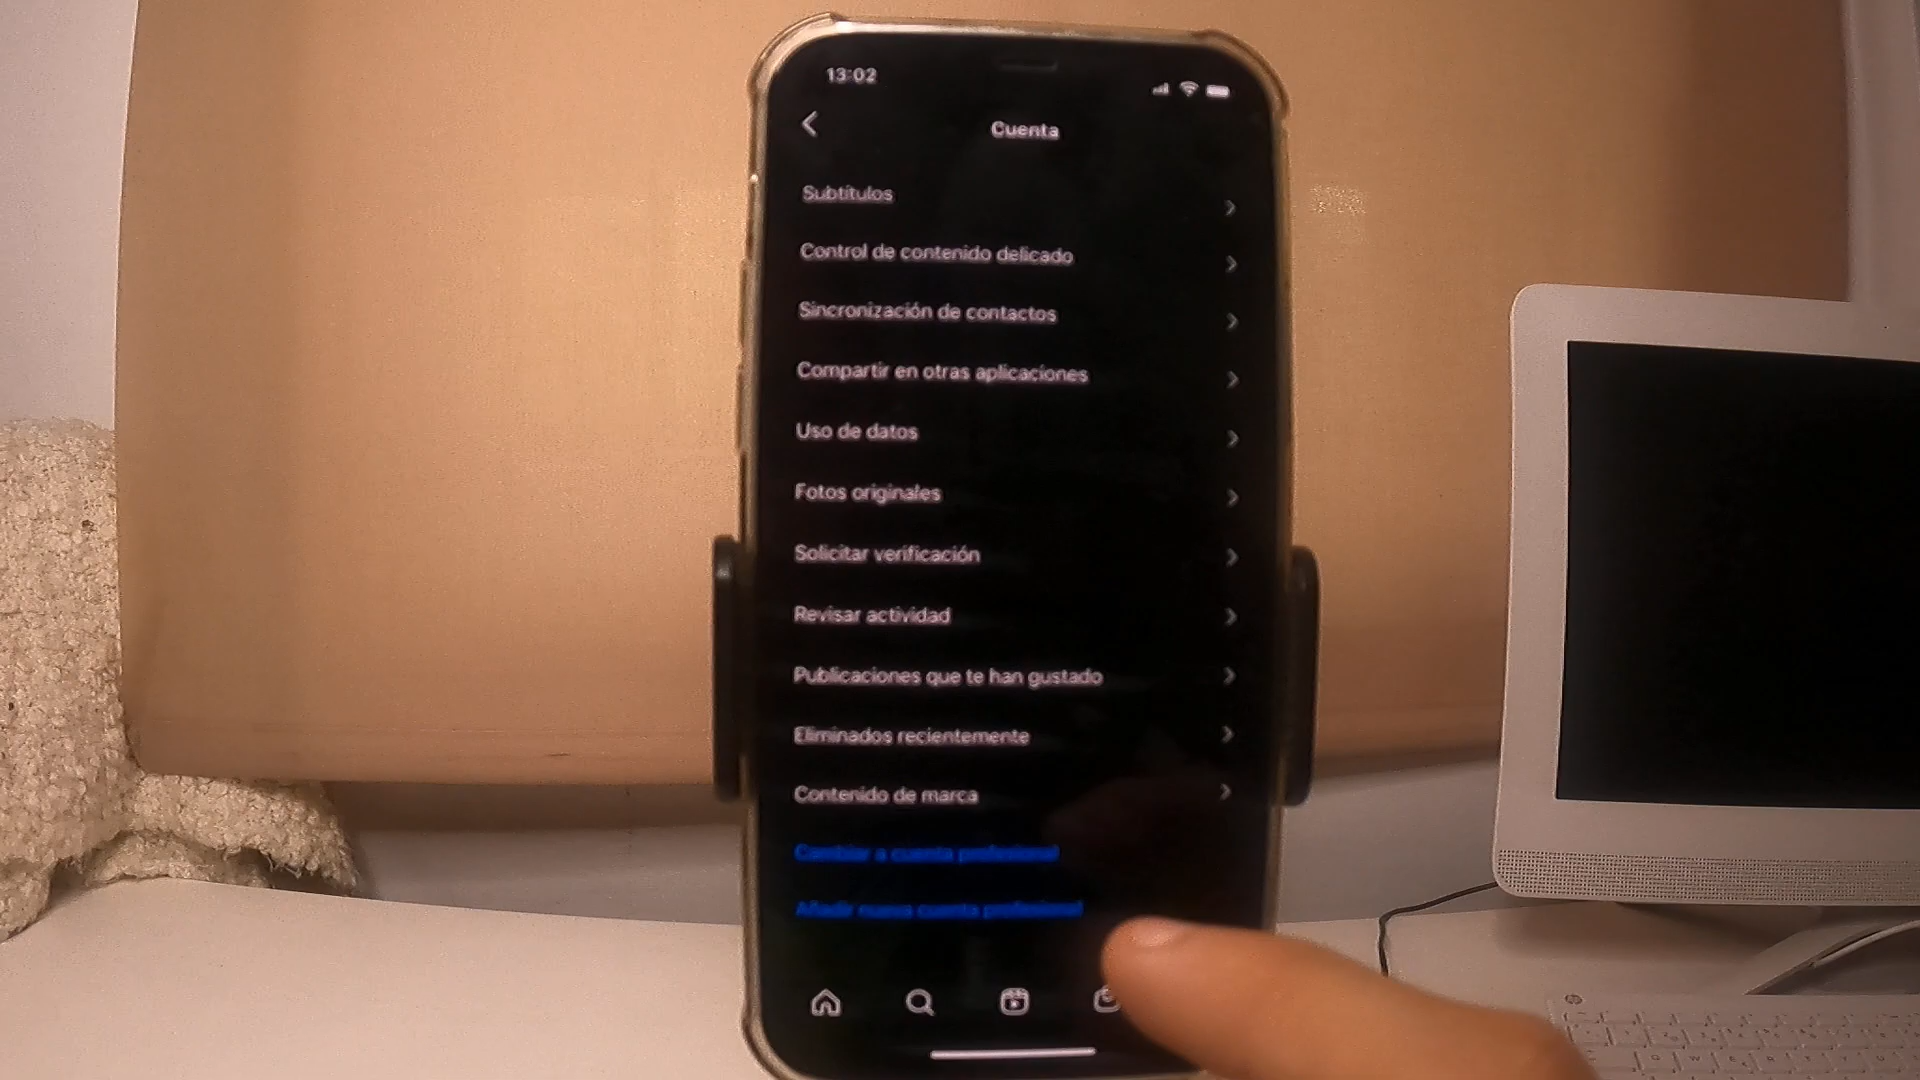 13:02
Cuenta
Subtítulos
Control de contenido delicado
Sincronización de contactos
Compartir en otras aplicaciones
Uso de datos
Fotos originales
Solicitar verificación
Revisar actividad
Publicaciones que te han gustado
Eliminados recientemente
Contenido de marca
Cambiar a cuenta profesional
Añadir nueva cuenta profesional